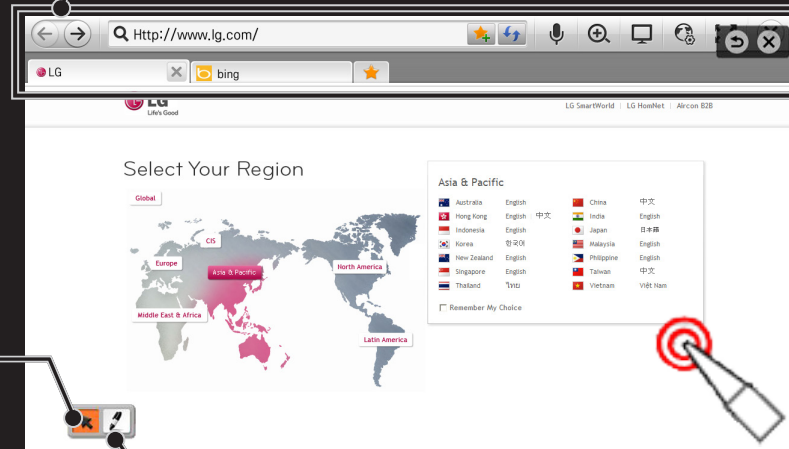 Http://www.lg.com/
LG
bing
LG
Life's Good
LG SmartWorld | LG HomNet | Aircon B2B
Select Your Region
Global
CIS
Europe
Asia & Pacific
North America
Middle East & Africa
Latin America
Asia & Pacific
Australia English China 中文
Hong Kong English 中文 India English
Indonesia English Japan 日本語
Korea 한국어 Malaysia English
New Zealand English Philippine English
Singapore English Taiwan 中文
Thailand ไทย Vietnam Việt Nam
Remember My Choice